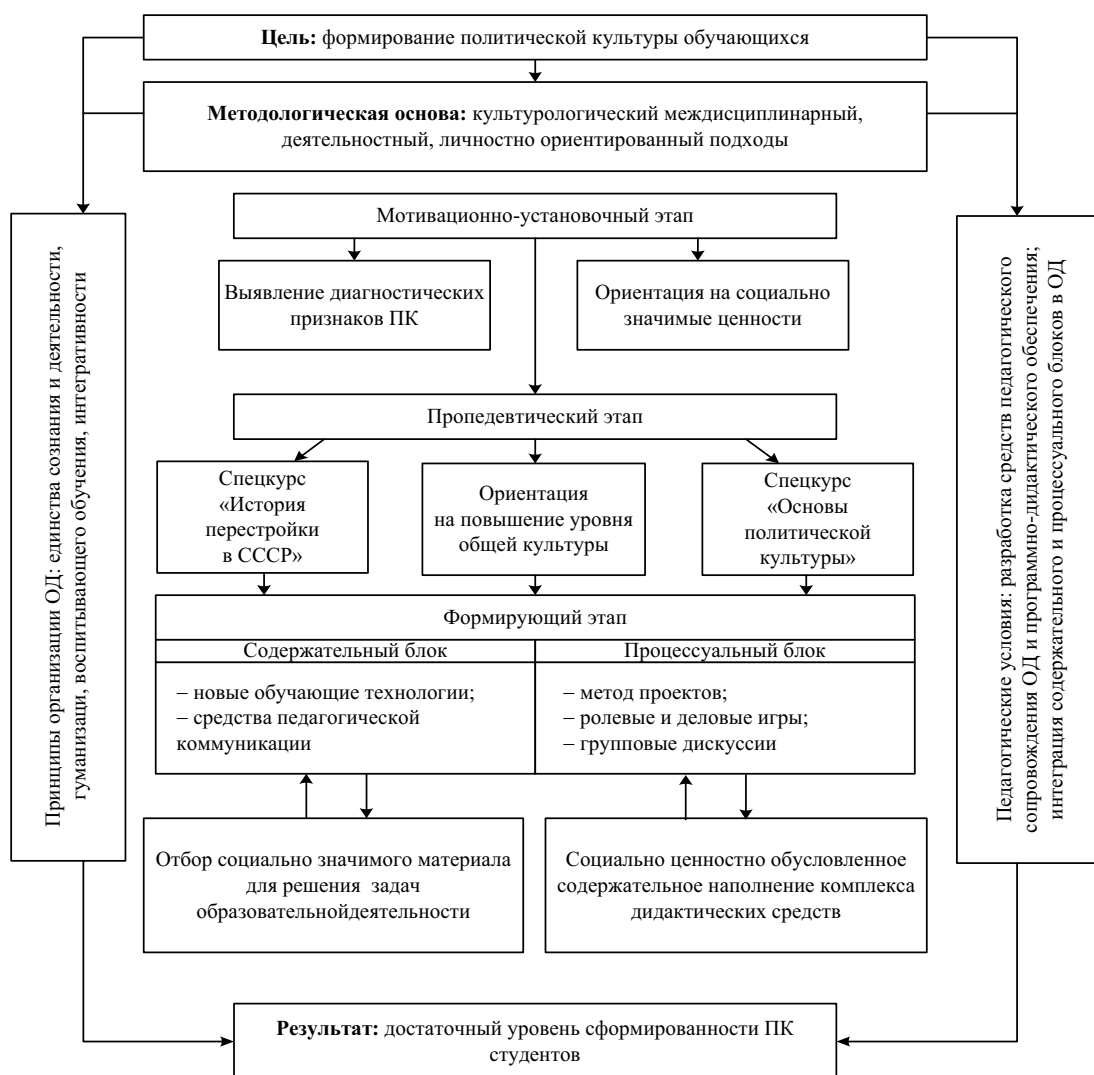 Цель: формирование политической культуры обучающихся
Методологическая основа: культурологический междисциплинарный,
деятельностный, личностно ориентированный подходы
Принципы организации ОД: единства сознания и деятельности,
гуманизаци, воспитывающего обучения, интегративности
Мотивационно-установочный этап
Выявление диагностических
признаков ПК
Ориентация на социально
значимые ценности
Пропедевтический этап
Спецкурс
«История
перестройки
в СССР»
Ориентация
на повышение уровня
общей культуры
Спецкурс
«Основы
политической
культуры»
Формирующий этап
Содержательный блок
– новые обучающие технологии;
– средства педагогической
коммуникации
Процессуальный блок
– метод проектов;
– ролевые и деловые игры;
– групповые дискуссии
Отбор социально значимого материала
для решения задач
образовательнойдеятельности
Социально ценностно обусловленное
содержательное наполнение комплекса
дидактических средств
Педагогические условия: разработка средств педагогического
сопровождения ОД и программно-дидактического обеспечения;
интеграция содержательного и процессуального блоков в ОД
Результат: достаточный уровень сформированности ПК
студентов